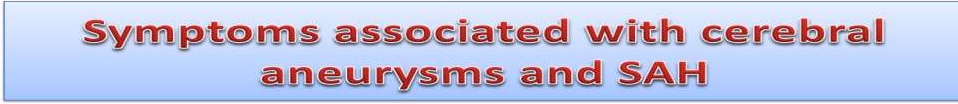 Symptoms associated with cerebral
aneurysms and SAH